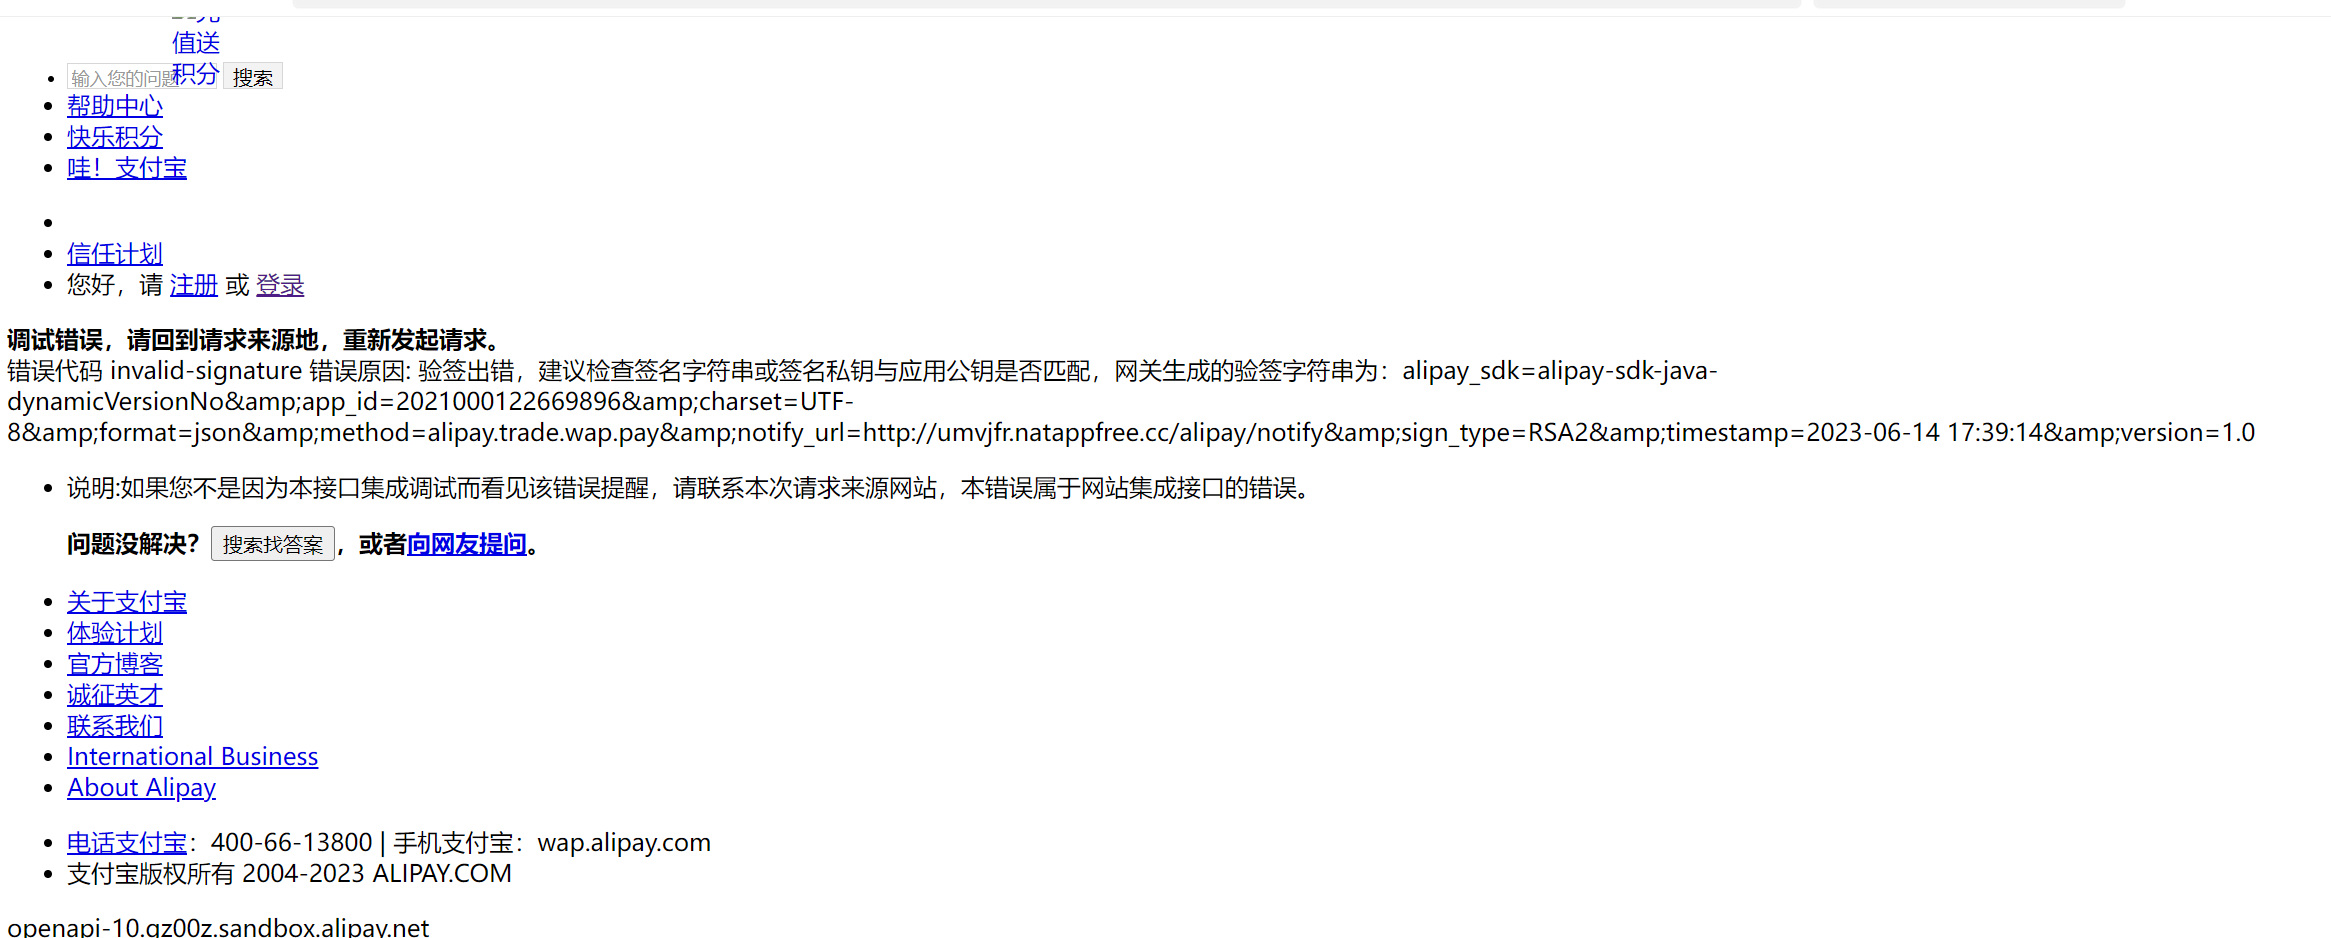 值送
积分
输入您的问题 搜索
帮助中心
快乐积分
哇！支付宝
信任计划
您好，请 注册 或 登录
调试错误，请回到请求来源地，重新发起请求。
错误代码 invalid-signature 错误原因: 验签出错，建议检查签名字符串或签名私钥与应用公钥是否匹配，网关生成的验签字符串为：alipay_sdk=alipay-sdk-java-
dynamicVersionNo&amp;app_id=2021000122669896&amp;charset=UTF-
8&amp;format=json&amp;method=alipay.trade.wap.pay&amp;notify_url=http://umvjfr.natappfree.cc/alipay/notify&amp;sign_type=RSA2&amp;timestamp=2023-06-14 17:39:14&amp;version=1.0
说明:如果您不是因为本接口集成调试而看见该错误提醒，请联系本次请求来源网站，本错误属于网站集成接口的错误。
问题没解决？ 搜索找答案 ，或者向网友提问。
关于支付宝
体验计划
官方博客
诚征英才
联系我们
International Business
About Alipay
电话支付宝：400-66-13800 | 手机支付宝：wap.alipay.com
支付宝版权所有 2004-2023 ALIPAY.COM
openapi-10.gz00z.sandbox.alipay.net